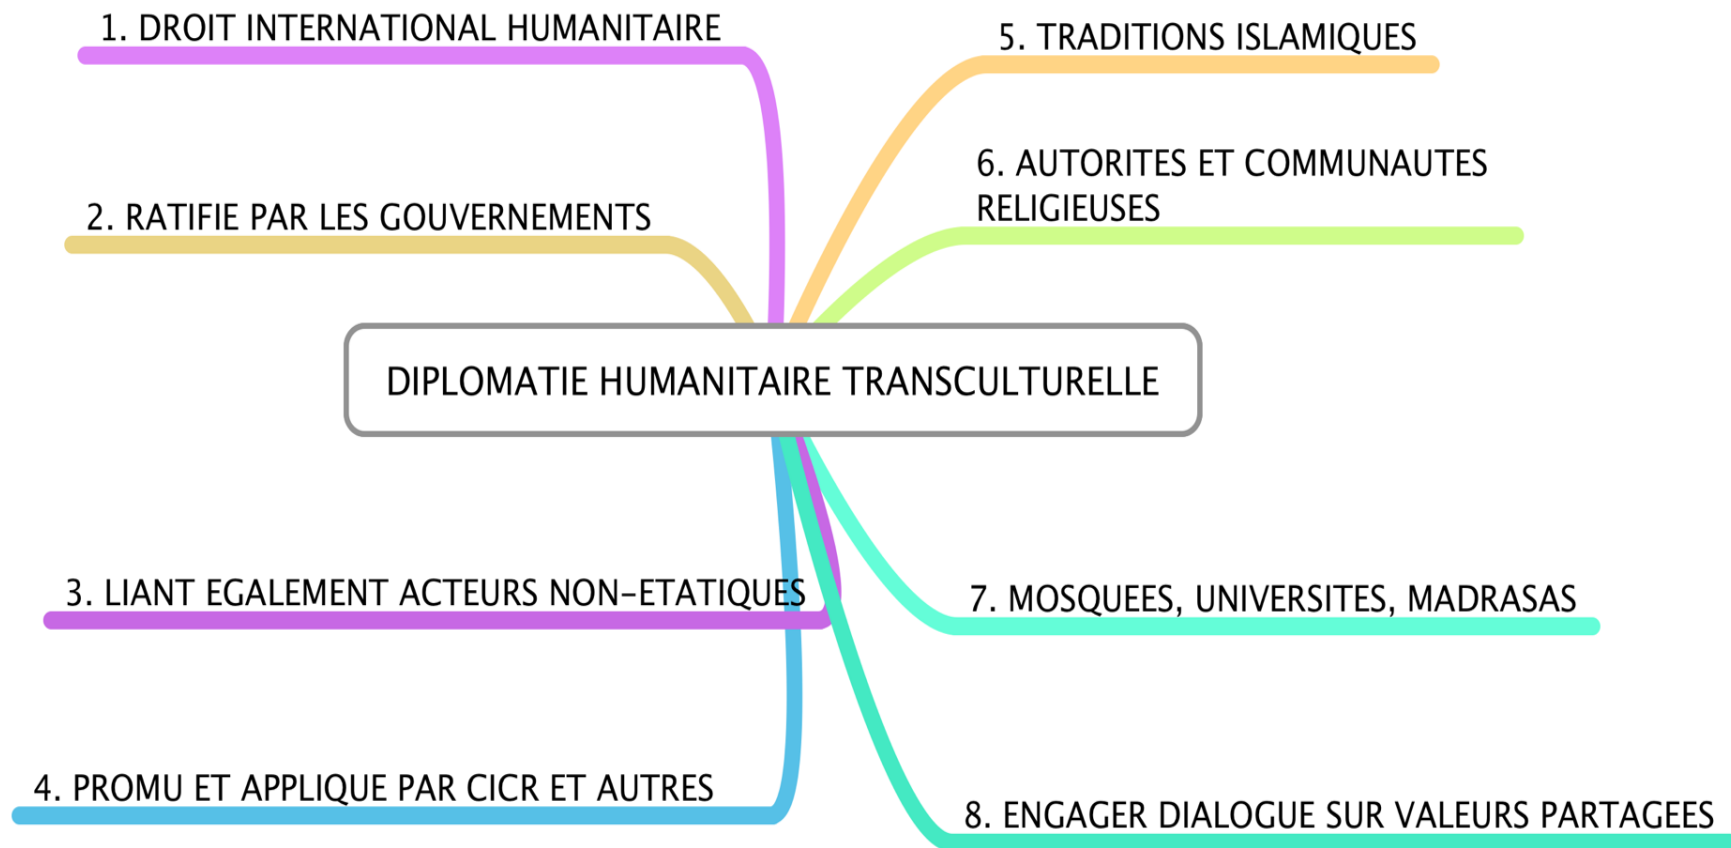 1. DROIT INTERNATIONAL HUMANITAIRE
2. RATIFIE PAR LES GOUVERNEMENTS
DIPLOMATIE HUMANITAIRE TRANSCULTURELLE
3. LIANT EGALEMENT ACTEURS NON-ETATIQUES
4. PROMU ET APPLIQUE PAR CICR ET AUTRES
5. TRADITIONS ISLAMIQUES
6. AUTORITES ET COMMUNAUTES
RELIGIEUSES
7. MOSQUEES, UNIVERSITES, MADRASAS
8. ENGAGER DIALOGUE SUR VALEURS PARTAGEES